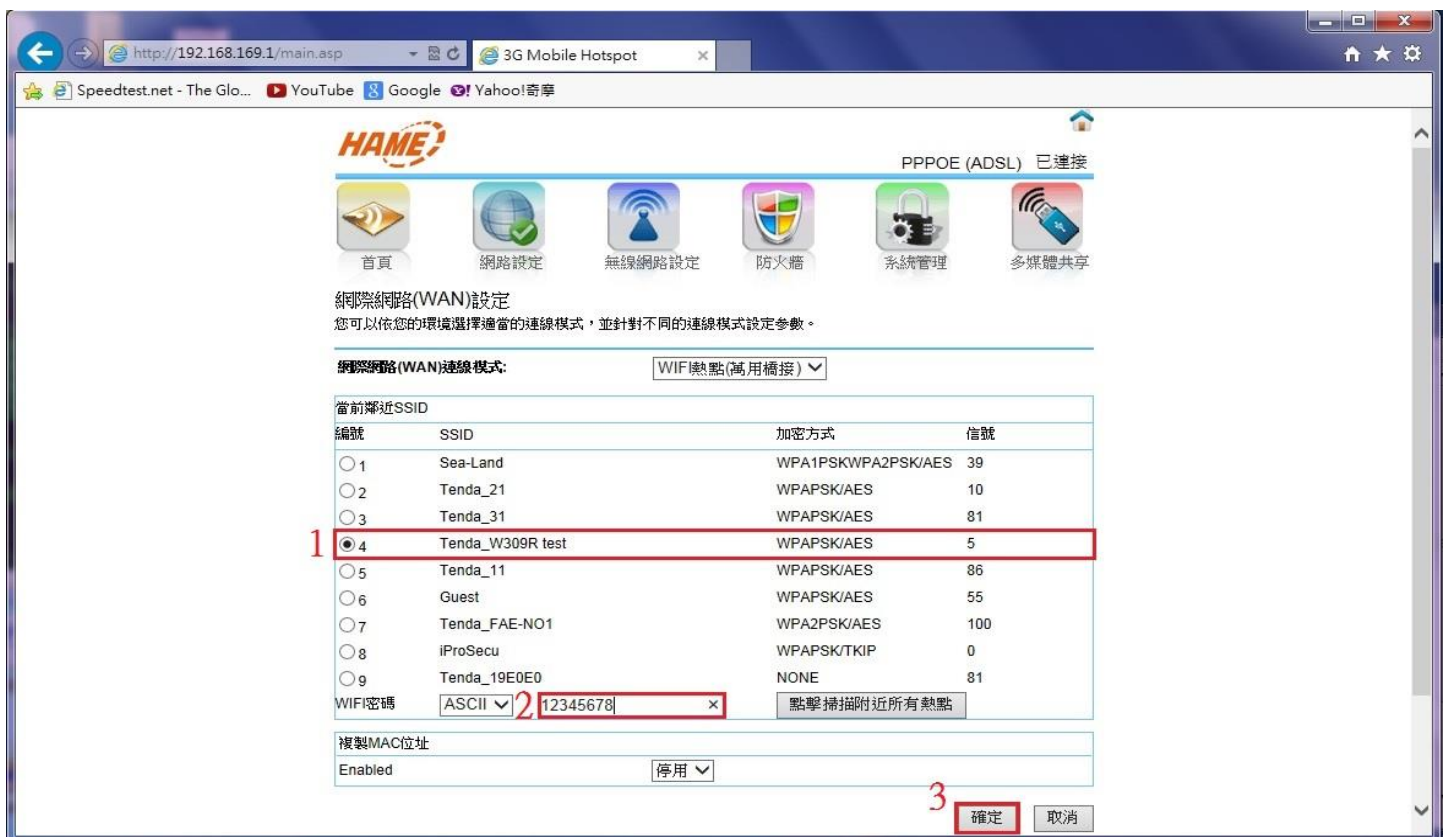 http://192.168.169.1/main.asp 3G Mobile Hotspot
Speedtest.net - The Glo... YouTube Google Yahoo!奇摩
HAME
PPPOE (ADSL) 已連接
首頁 網路設定 無線網路設定 防火牆 系統管理 多媒體共享
網際網路(WAN)設定
您可以依您的環境選擇適當的連線模式,並針對不同的連線模式設定參數。
網際網路(WAN)連線模式: WIFI熱點(萬用橋接)
當前鄰近SSID
編號 SSID 加密方式 信號
1 Sea-Land WPA1PSKWPA2PSK/AES 39
2 Tenda_21 WPAPSK/AES 10
3 Tenda_31 WPAPSK/AES 81
1 4 Tenda_W309R test WPAPSK/AES 5
5 Tenda_11 WPAPSK/AES 86
6 Guest WPAPSK/AES 55
7 Tenda_FAE-NO1 WPA2PSK/AES 100
8 iProSecu WPAPSK/TKIP 0
9 Tenda_19E0E0 NONE 81
WIFI密碼 ASCII 2 12345678 點擊掃描附近所有熱點
複製MAC位址
Enabled 停用
3 確定 取消